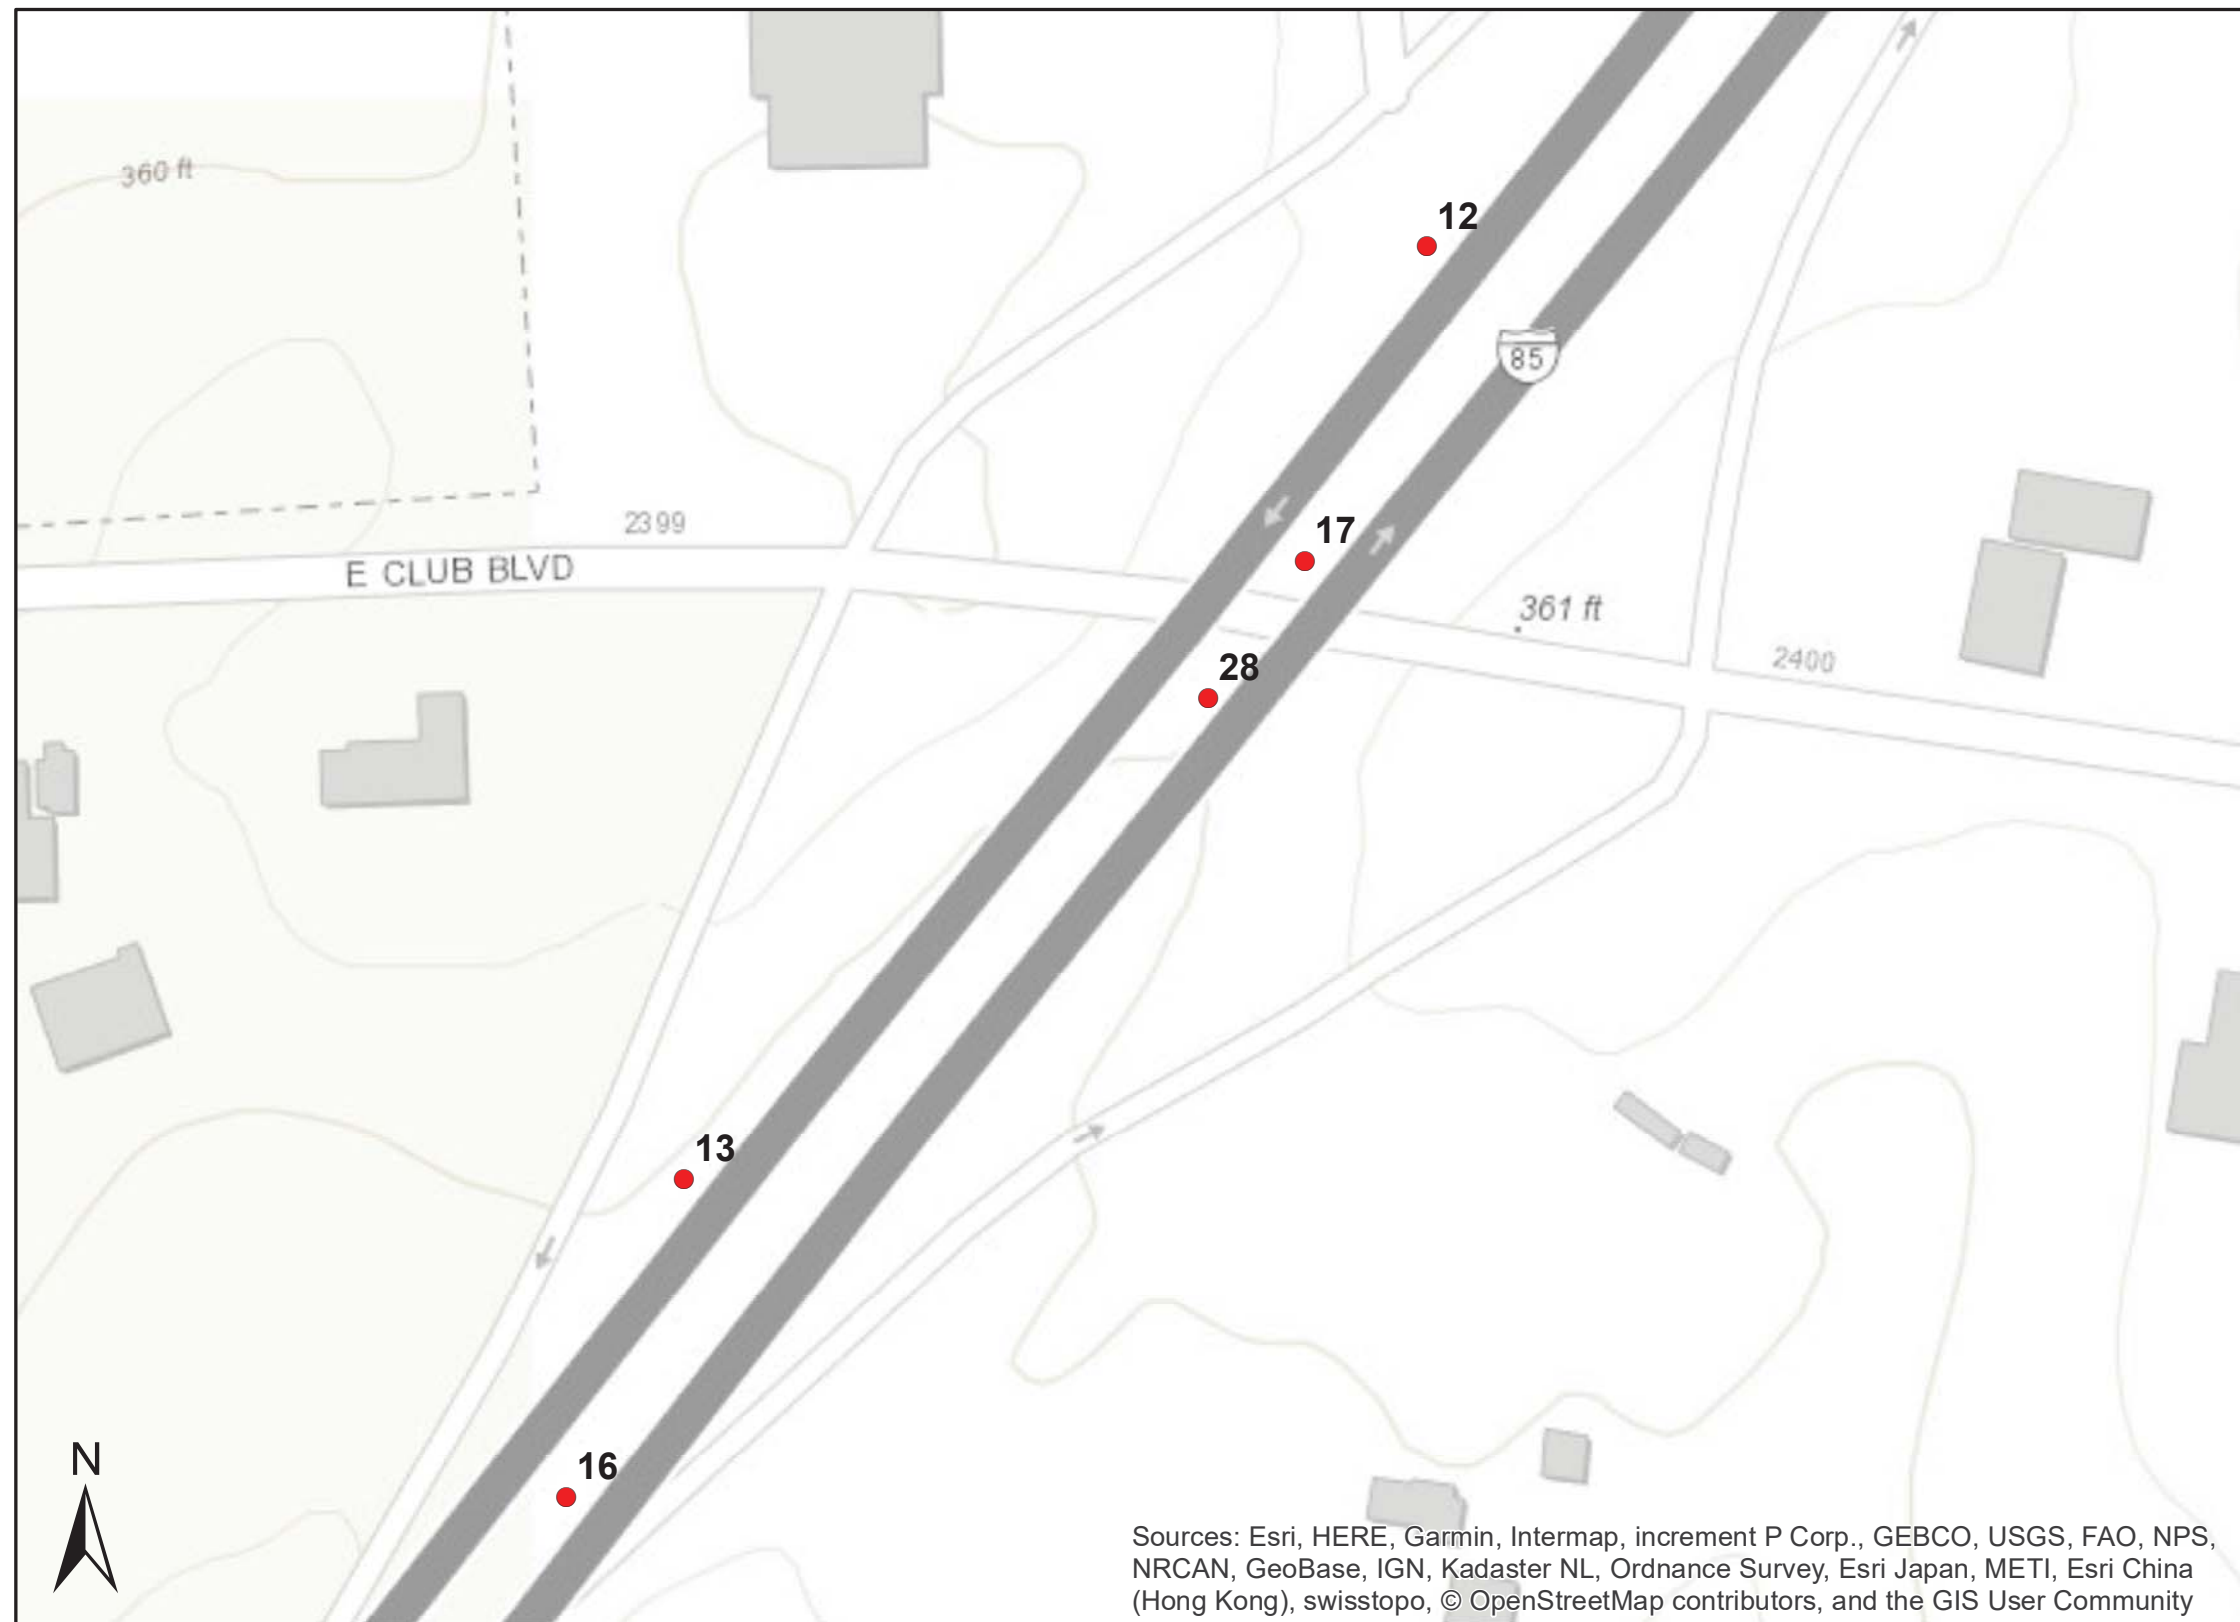 360 ft
12
85
2399
17
E CLUB BLVD
361 ft
28
2400
13
N
16
Sources: Esri, HERE, Garmin, Intermap, increment P Corp., GEBCO, USGS, FAO, NPS,
NRCAN, GeoBase, IGN, Kadaster NL, Ordnance Survey, Esri Japan, METI, Esri China
(Hong Kong), swisstopo, © OpenStreetMap contributors, and the GIS User Community